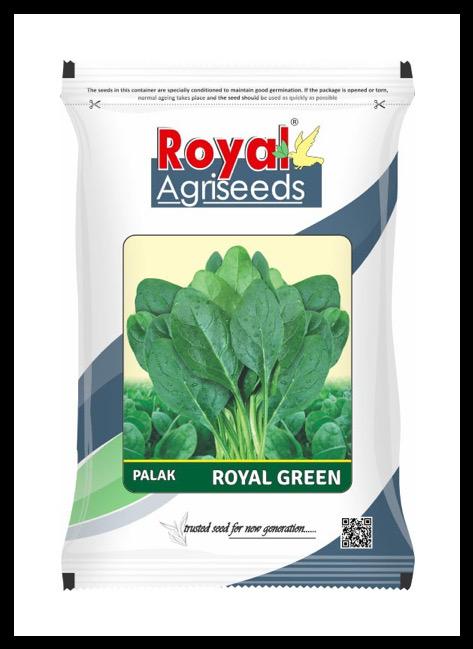 The seeds in this container are specially conditioned to maintain good germination. If the package is opened or torn,
normal ageing takes place and the seed should be used as quickly as possible
Royal®
Agriseeds
PALAK ROYAL GREEN
trusted seed for new generation......